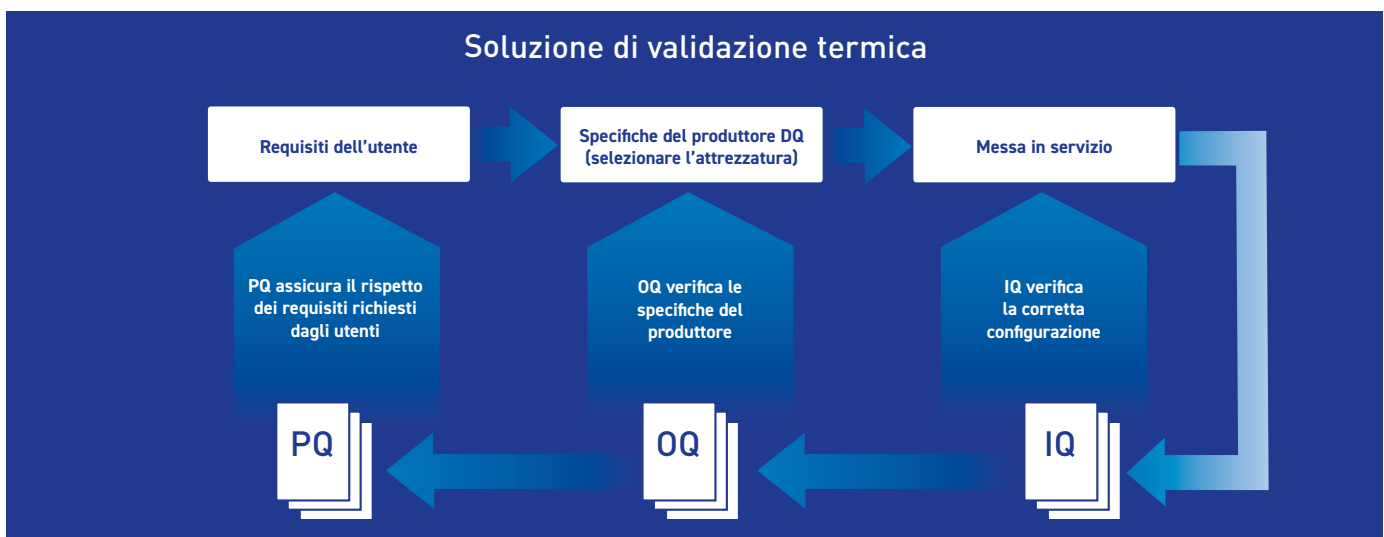 Soluzione di validazione termica
Requisiti dell’utente
Specifiche del produttore DQ
(selezionare l’attrezzatura)
Messa in servizio
PQ assicura il rispetto
dei requisiti richiesti
dagli utenti
OQ verifica le
specifiche del
produttore
IQ verifica
la corretta
configurazione
PQ
OQ
IQ